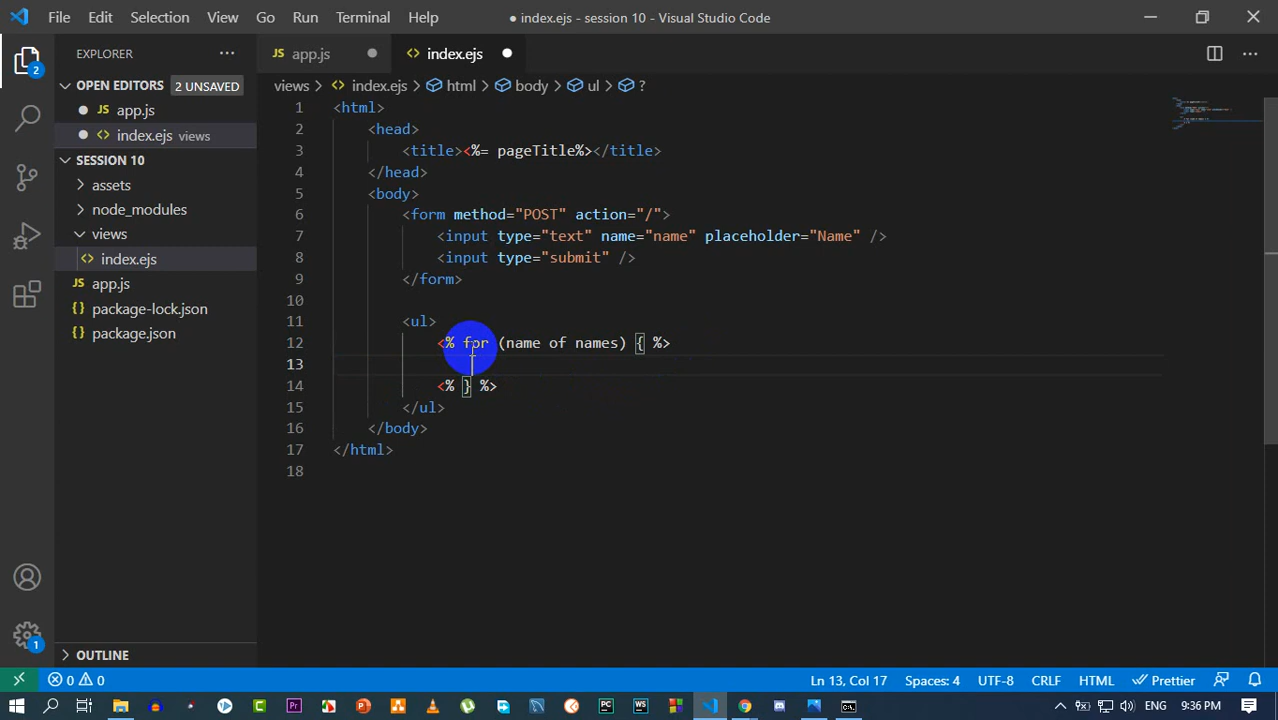 File Edit Selection View Go Run Terminal Help
● index.ejs - session 10 - Visual Studio Code
EXPLORER
OPEN EDITORS 2 UNSAVED
JS app.js
<> index.ejs views
SESSION 10
assets
node_modules
views
<> index.ejs
JS app.js
{} package-lock.json
{} package.json
OUTLINE
2
1
JS app.js ● <> index.ejs ●
views > <> index.ejs > html > body > ul > ?
1 <html>
2 <head>
3 <title><%= pageTitle%></title>
4 </head>
5 <body>
6 <form method="POST" action="/">
7 <input type="text" name="name" placeholder="Name" />
8 <input type="submit" />
9 </form>
10
11 <ul>
12 <% for (name of names) { %>
13
14 <% } %>
15 </ul>
16 </body>
17 </html>
18
0 0 Ln 13, Col 17 Spaces: 4 UTF-8 CRLF HTML Prettier
ENG 9:36 PM